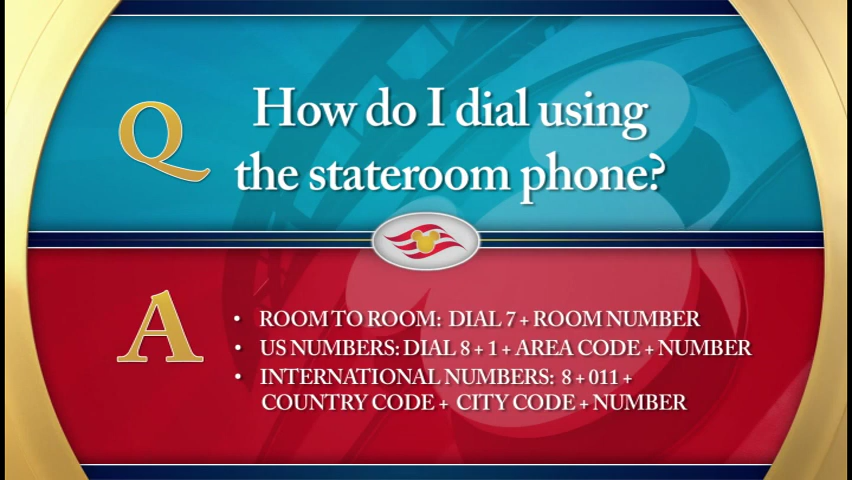 Q
How do I dial using
the stateroom phone?
A
• ROOM TO ROOM: DIAL 7 + ROOM NUMBER
• US NUMBERS: DIAL 8 + 1 + AREA CODE + NUMBER
• INTERNATIONAL NUMBERS: 8 + 011 +
COUNTRY CODE + CITY CODE + NUMBER